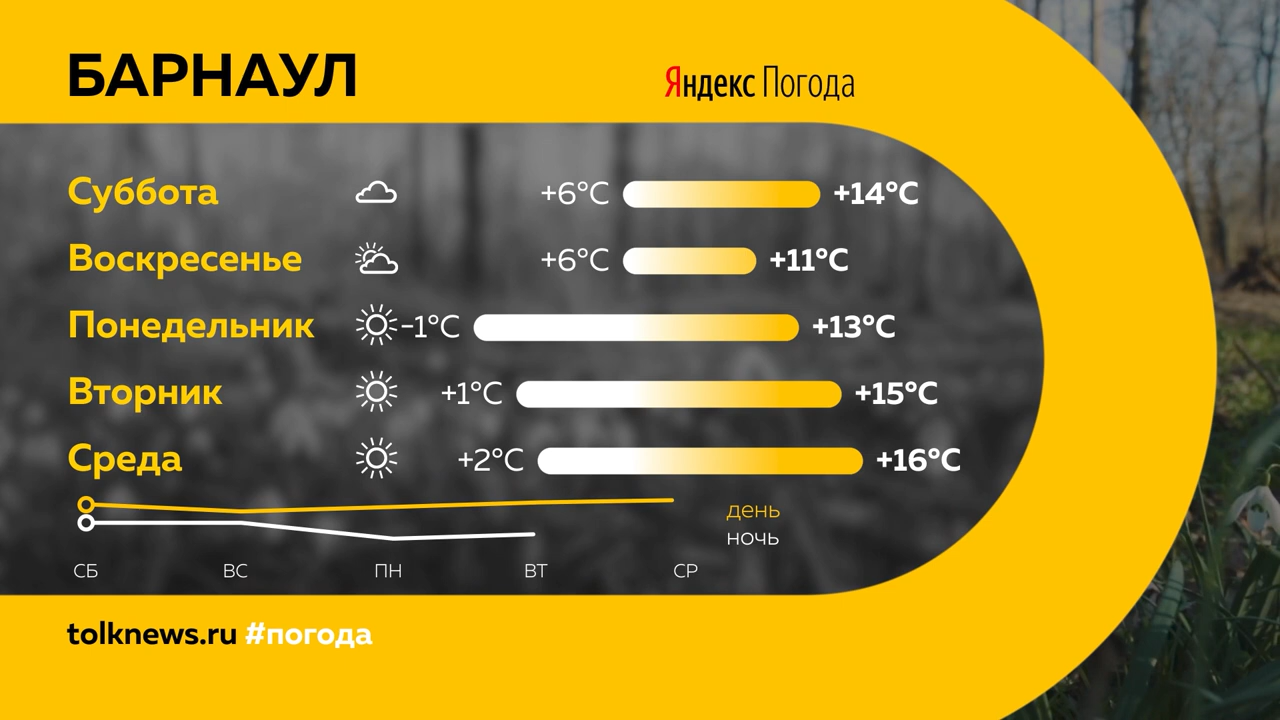 БАРНАУЛ
Яндекс Погода
Суббота +6°C +14°C
Воскресенье +6°C +11°C
Понедельник -1°C +13°C
Вторник +1°C +15°C
Среда +2°C +16°C
день
ночь
СБ ВС ПН ВТ СР
tolknews.ru #погода